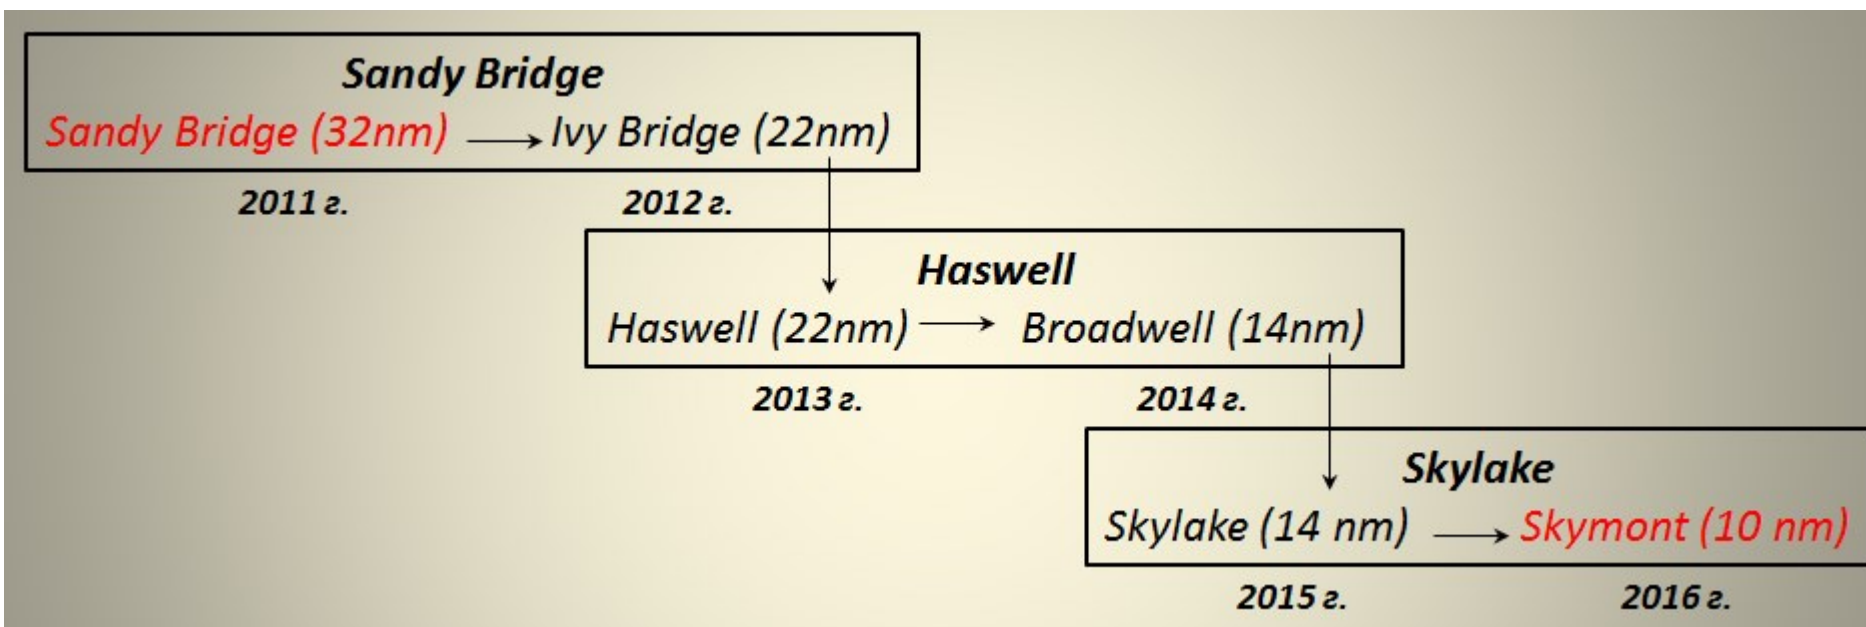 Sandy Bridge
Sandy Bridge (32nm) Ivy Bridge (22nm)
2011 г. 2012 г.
Haswell
Haswell (22nm) Broadwell (14nm)
2013 г. 2014 г.
Skylake
Skylake (14 nm) Skymont (10 nm)
2015 г. 2016 г.